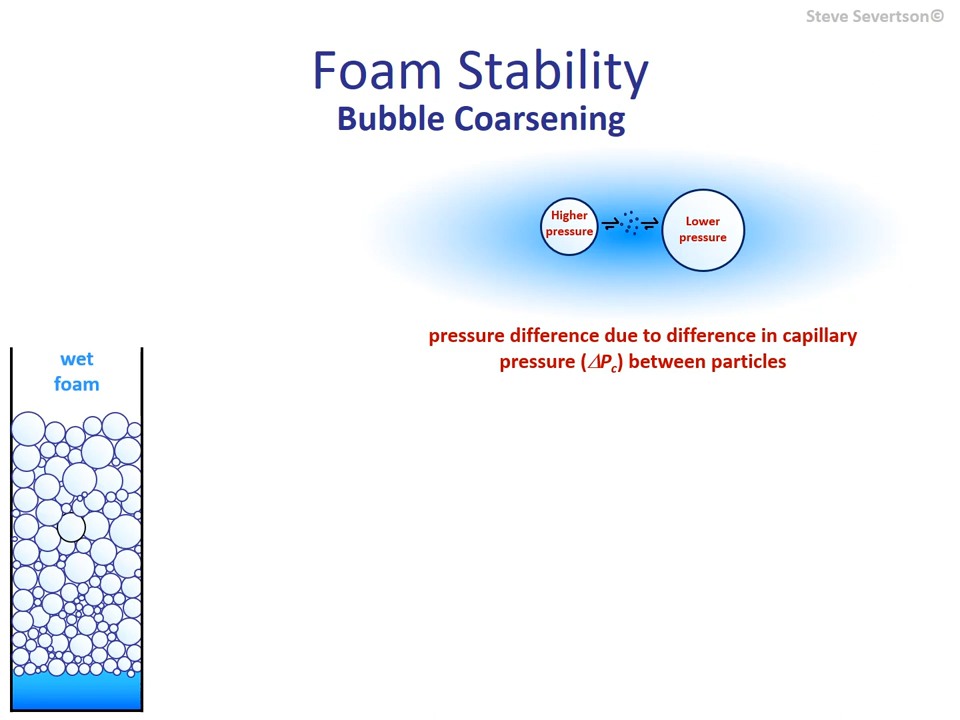 Steve Severtson©
Foam Stability
Bubble Coarsening
Higher
pressure
Lower
pressure
pressure difference due to difference in capillary
pressure (ΔPc) between particles
wet
foam